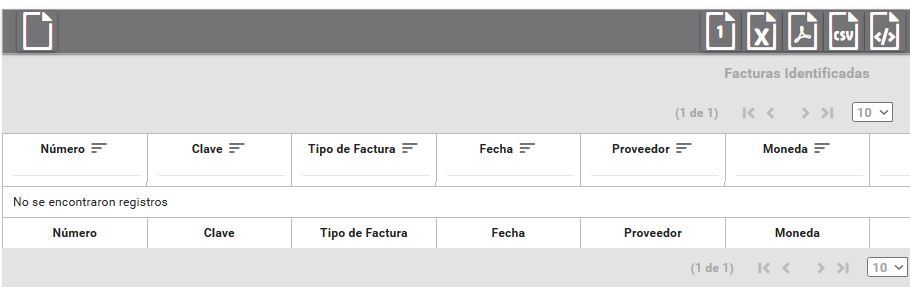 1 X CSV </>
Facturas Identificadas
(1 de 1) 10
Número Clave Tipo de Factura Fecha Proveedor Moneda
No se encontraron registros
Número Clave Tipo de Factura Fecha Proveedor Moneda
(1 de 1) 10